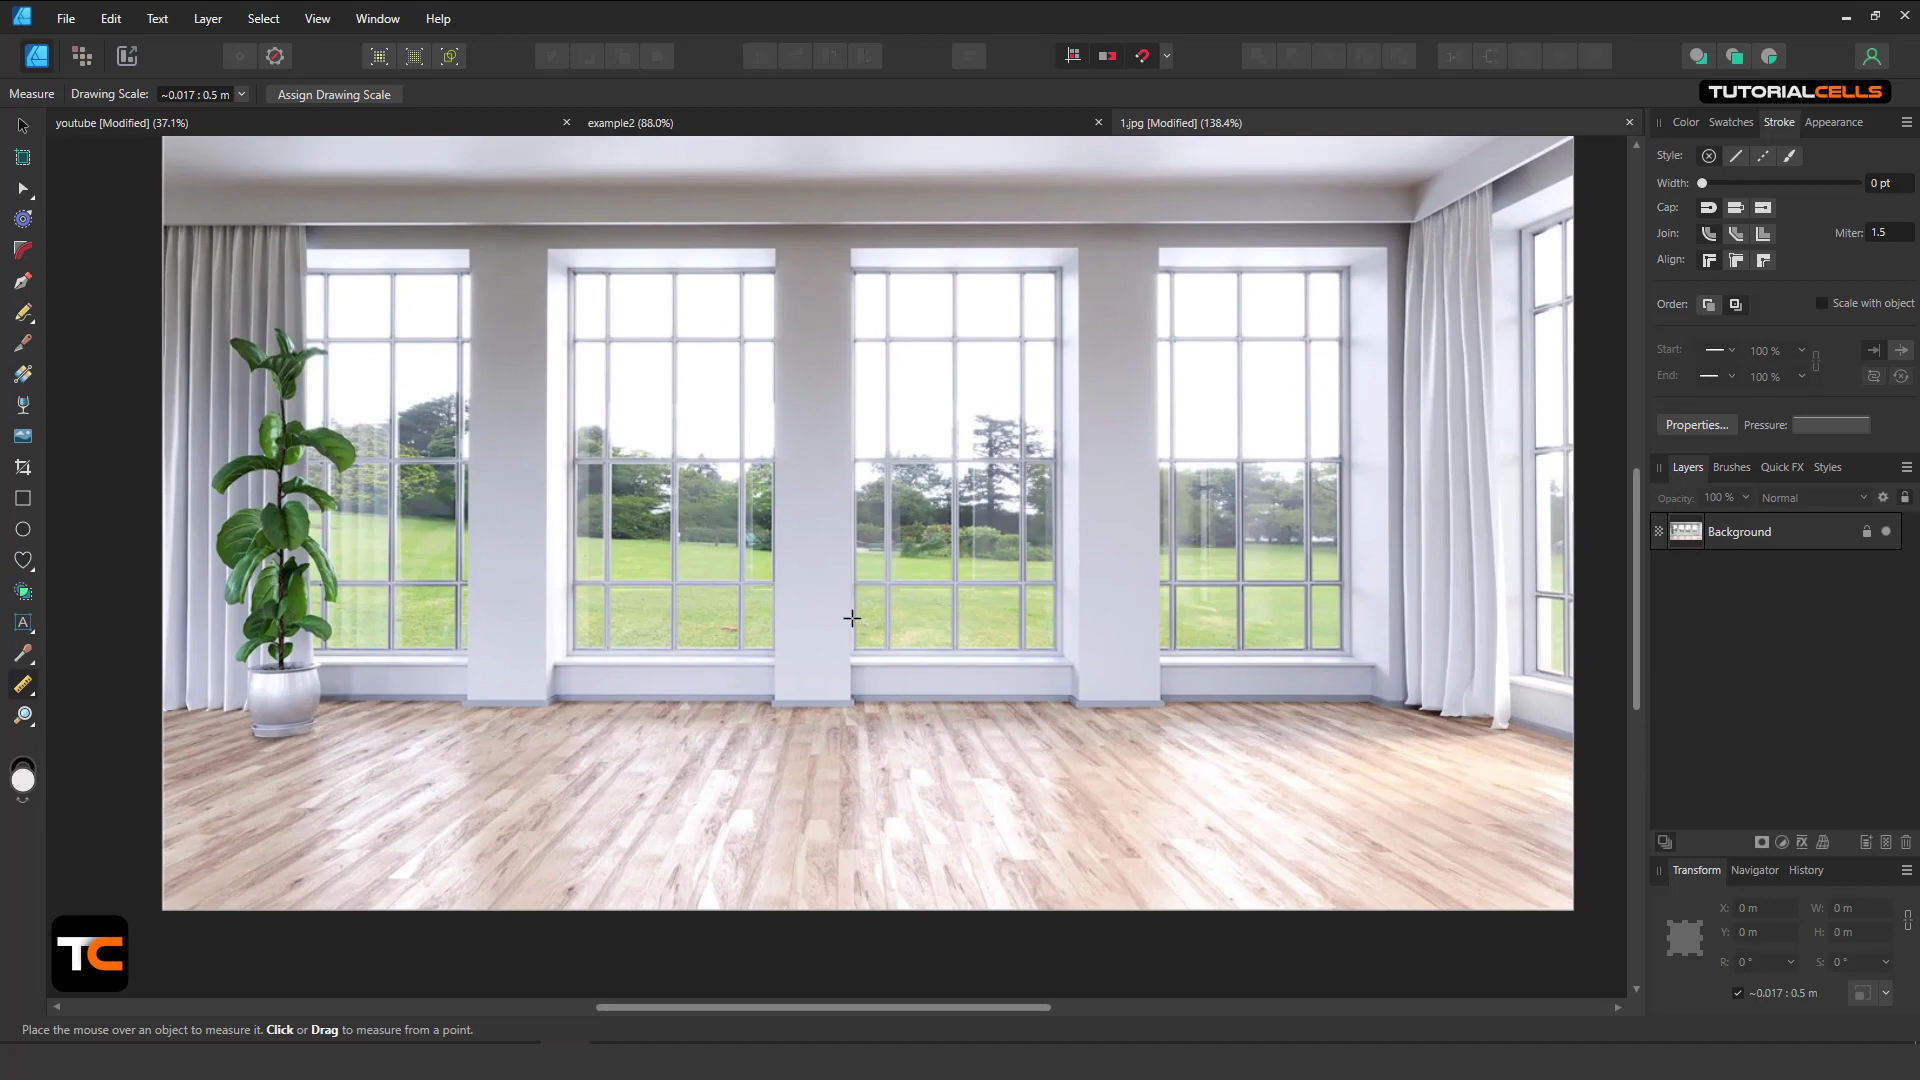 File Edit Text Layer Select View Window Help
Measure Drawing Scale: ~0.017 : 0.5 m Assign Drawing Scale
TUTORIALCELLS
youtube [Modified] (37.1%) example2 (88.0%) 1.jpg [Modified] (138.4%)
Color Swatches Stroke Appearance
Style:
Width: 0 pt
Cap:
Join: Miter: 1.5
Align:
Order: Scale with object
Start: 100 %
End: 100 %
Properties... Pressure:
Layers Brushes Quick FX Styles
Opacity: 100 % Normal
Background
A
Transform Navigator History
X: 0 m W: 0 m
Y: 0 m H: 0 m
R: 0 ° S: 0 °
~0.017 : 0.5 m
TC
Place the mouse over an object to measure it. Click or Drag to measure from a point.